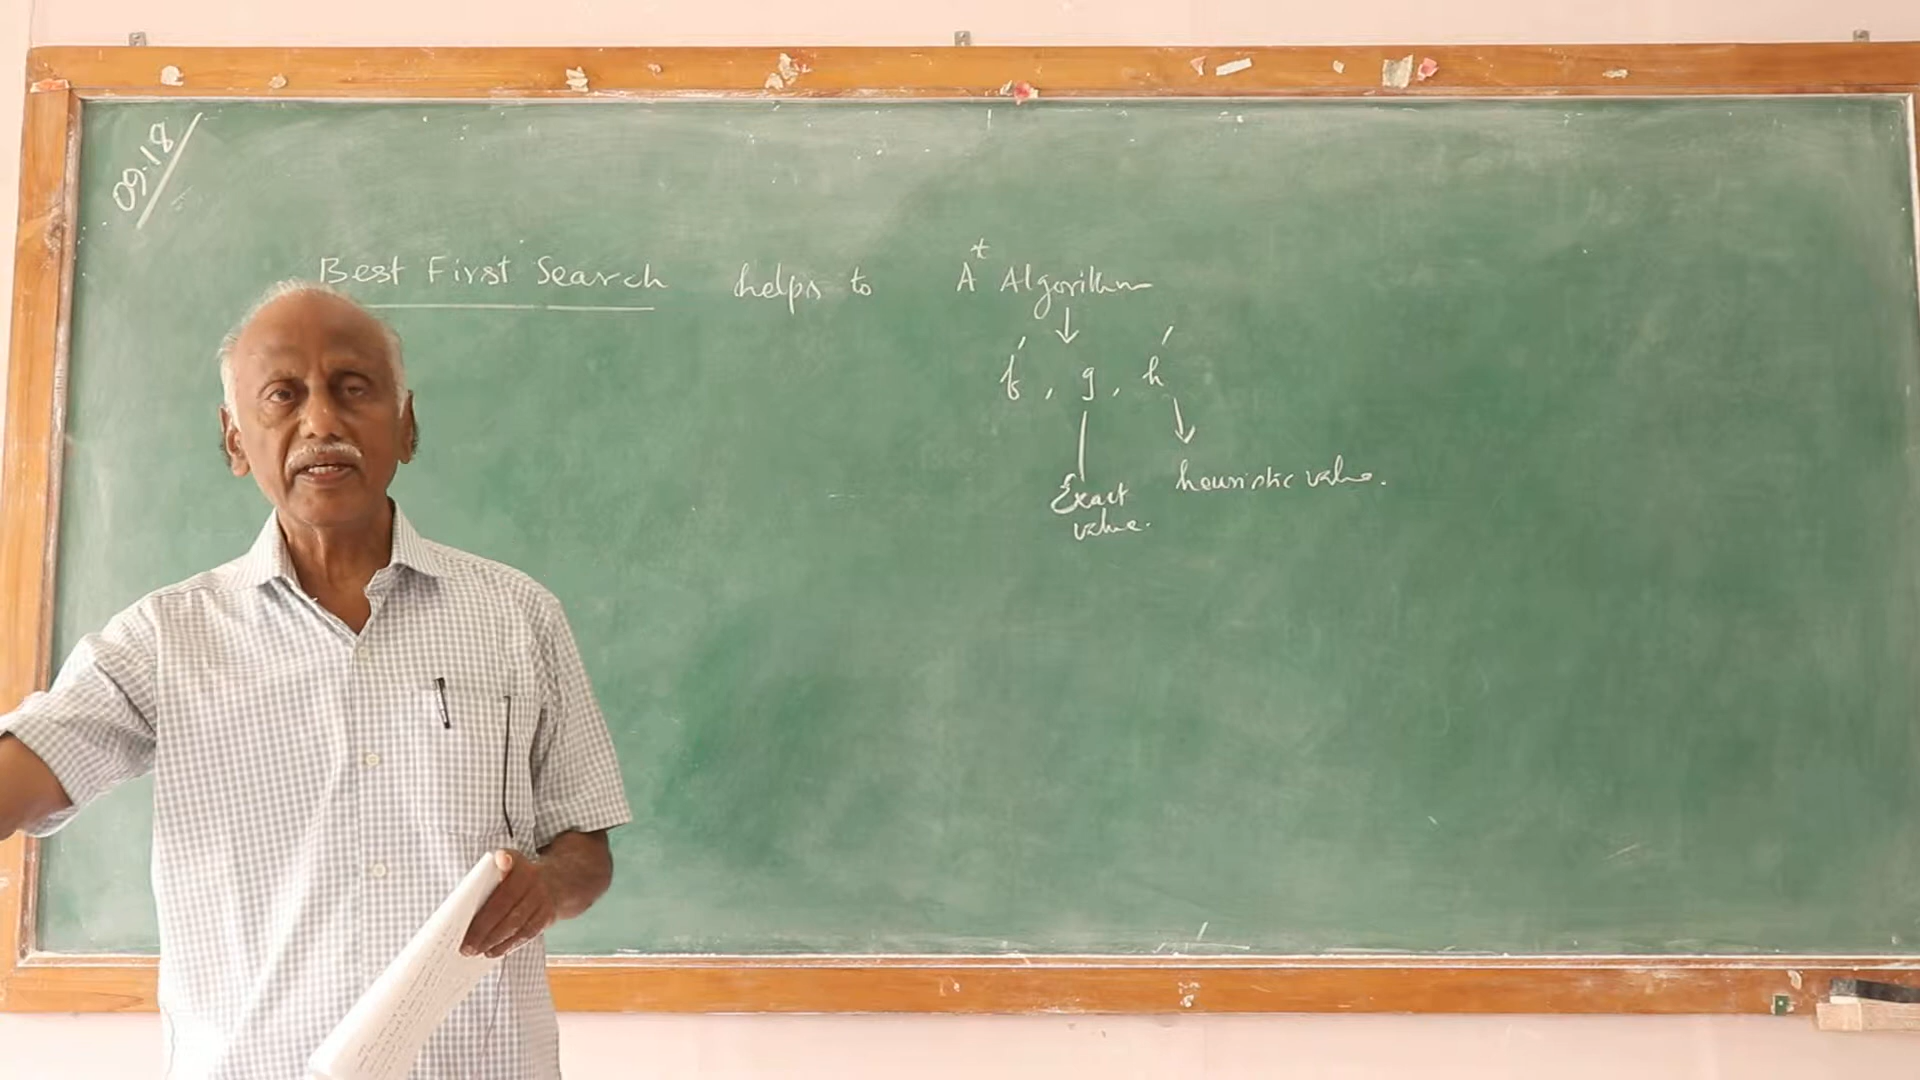 09.18
Best First Search helps to A* Algorithm
f', g, h'
Exact value.
heuristic value.